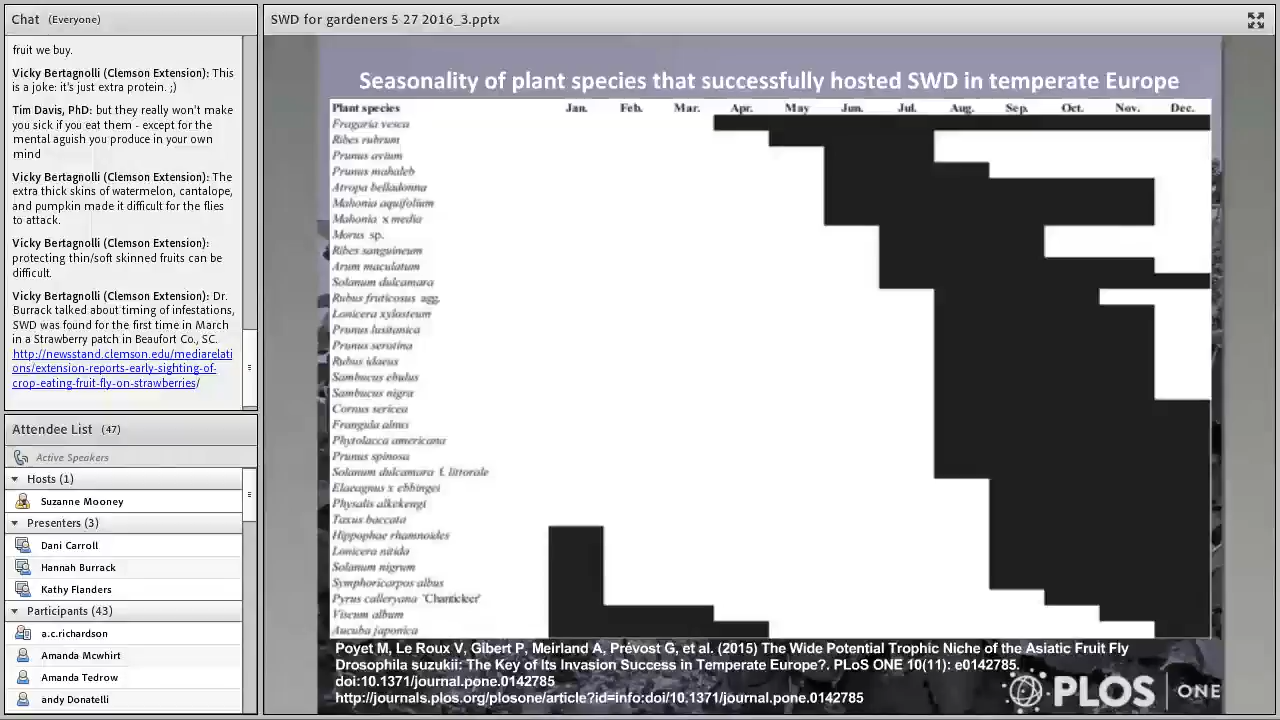 Chat (Everyone)
fruit we buy.
Vicky Bertagnolli (Clemson Extension): This
is a joke: it's just extra protein. ;)
Tim Davis, PhD: but they really won't make
you sick if you eat em - except for the
mental agdish you produce in your own
mind
Vicky Bertagnolli (Clemson Extension): The
extra thick skins of watermelon, cantalope,
and pumpkin made it difficult for the flies
to attack.
Vicky Bertagnolli (Clemson Extension):
protecting thin-skinned fruits can be
difficult.
Vicky Bertagnolli (Clemson Extension): Dr.
Burrack talked about timing of infestations,
SWD was found the first time in March
in a Strawberry patch in Beaufort Co., SC.
http://newsstand.clemson.edu/mediarelati
ons/extension-reports-early-sighting-of-
crop-eating-fruit-fly-on-strawberries/
Attendee List (47)
Active Speakers
Hosts (1)
Suzanne Moxley
Presenters (3)
Dani Carroll
Hannah Burrack
Kathy Flanders
Participants (43)
a.caroline
Amanda Mcwhirt
Amanda Tedrow
andy Donatelli
SWD for gardeners 5 27 2016_3.pptx
Seasonality of plant species that successfully hosted SWD in temperate Europe
Plant species Jan. Feb. Mar. Apr. May Jun. Jul. Aug. Sep. Oct. Nov. Dec.
Fragaria vesca
Ribes rubrum
Prunus avium
Prunus mahaleb
Atropa belladonna
Mahonia aquifolium
Mahonia x media
Morus sp.
Ribes sanguineum
Arum maculatum
Solanum dulcamara
Rubus fruticosus agg.
Lonicera xylosteum
Prunus lusitanica
Prunus serotina
Rubus idaeus
Sambucus ebulus
Sambucus nigra
Cornus sericea
Frangula alnus
Phytolacca americana
Prunus spinosa
Solanum dulcamara f. littorale
Elaeagnus x ebbingei
Physalis alkekengi
Taxus baccata
Hippophae rhamnoides
Lonicera nitida
Solanum nigrum
Symphoricarpos albus
Pyrus calleryana 'Chanticleer'
Viscum album
Aucuba japonica
Poyet M, Le Roux V, Gibert P, Meirland A, Prévost G, et al. (2015) The Wide Potential Trophic Niche of the Asiatic Fruit Fly
Drosophila suzukii: The Key of Its Invasion Success in Temperate Europe?. PLoS ONE 10(11): e0142785.
doi:10.1371/journal.pone.0142785
http://journals.plos.org/plosone/article?id=info:doi/10.1371/journal.pone.0142785
PLOS ONE